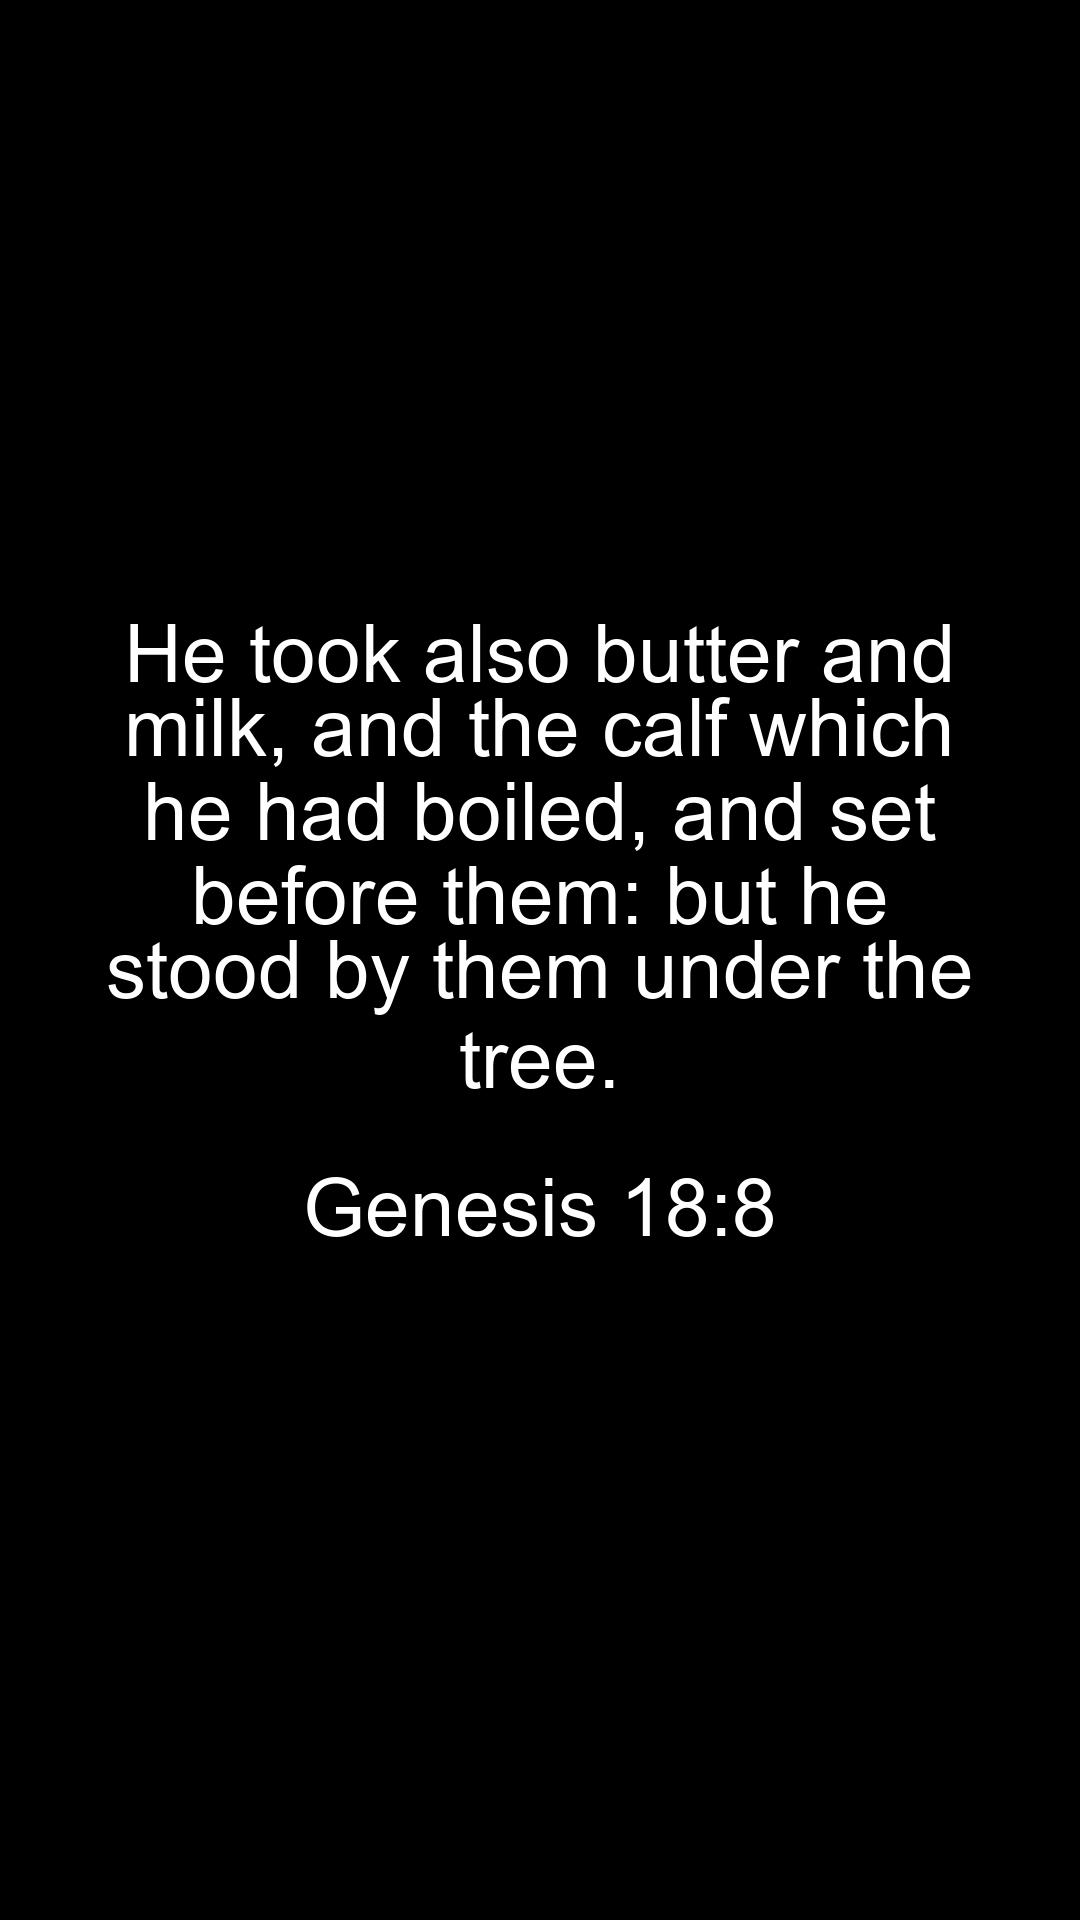 He took also butter and
milk, and the calf which
he had boiled, and set
before them: but he
stood by them under the
tree.
Genesis 18:8